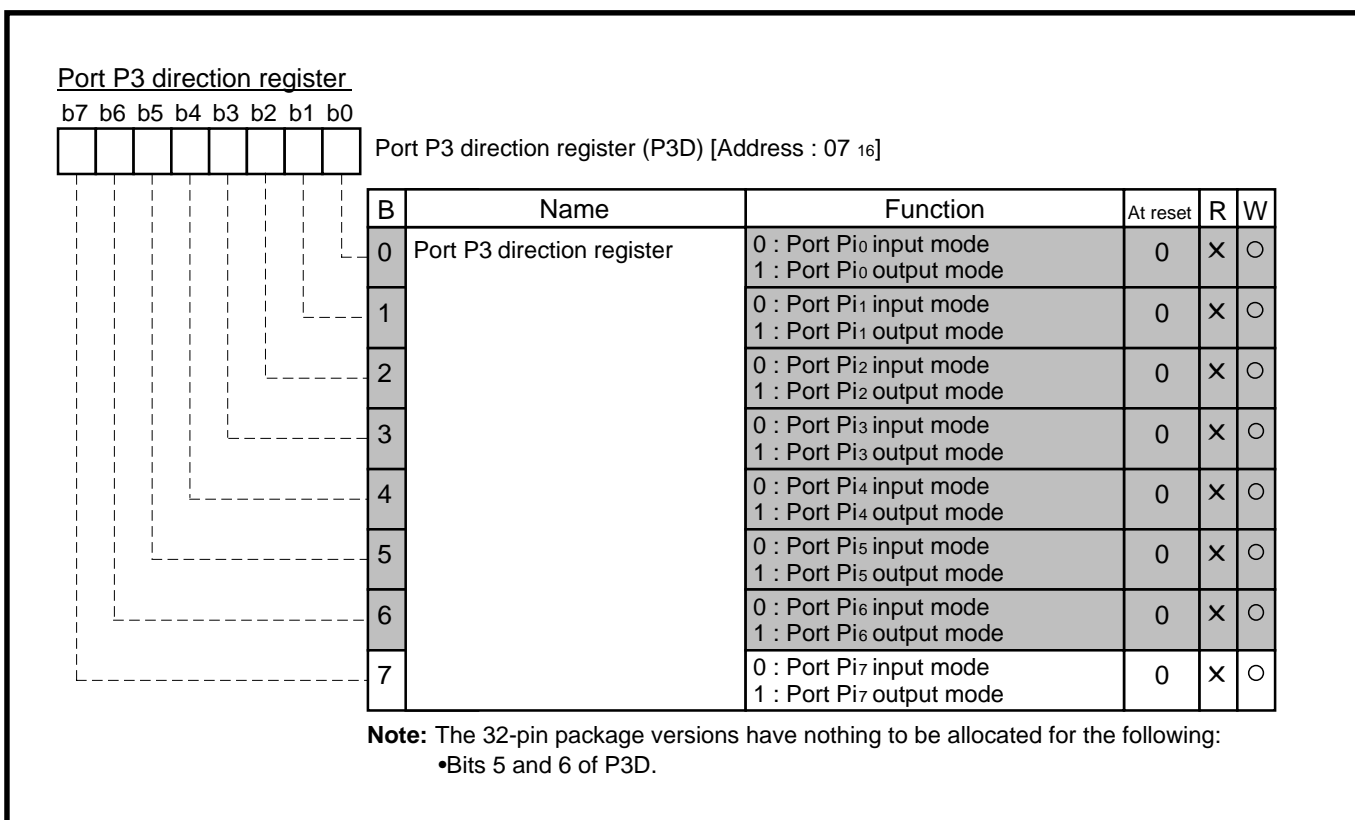 Port P3 direction register
b7 b6 b5 b4 b3 b2 b1 b0
Port P3 direction register (P3D) [Address : 07 16]
B Name Function At reset R W
0 Port P3 direction register 0 : Port Pi0 input mode
1 : Port Pi0 output mode 0 × ○
1 0 : Port Pi1 input mode
1 : Port Pi1 output mode 0 × ○
2 0 : Port Pi2 input mode
1 : Port Pi2 output mode 0 × ○
3 0 : Port Pi3 input mode
1 : Port Pi3 output mode 0 × ○
4 0 : Port Pi4 input mode
1 : Port Pi4 output mode 0 × ○
5 0 : Port Pi5 input mode
1 : Port Pi5 output mode 0 × ○
6 0 : Port Pi6 input mode
1 : Port Pi6 output mode 0 × ○
7 0 : Port Pi7 input mode
1 : Port Pi7 output mode 0 × ○
Note: The 32-pin package versions have nothing to be allocated for the following:
•Bits 5 and 6 of P3D.